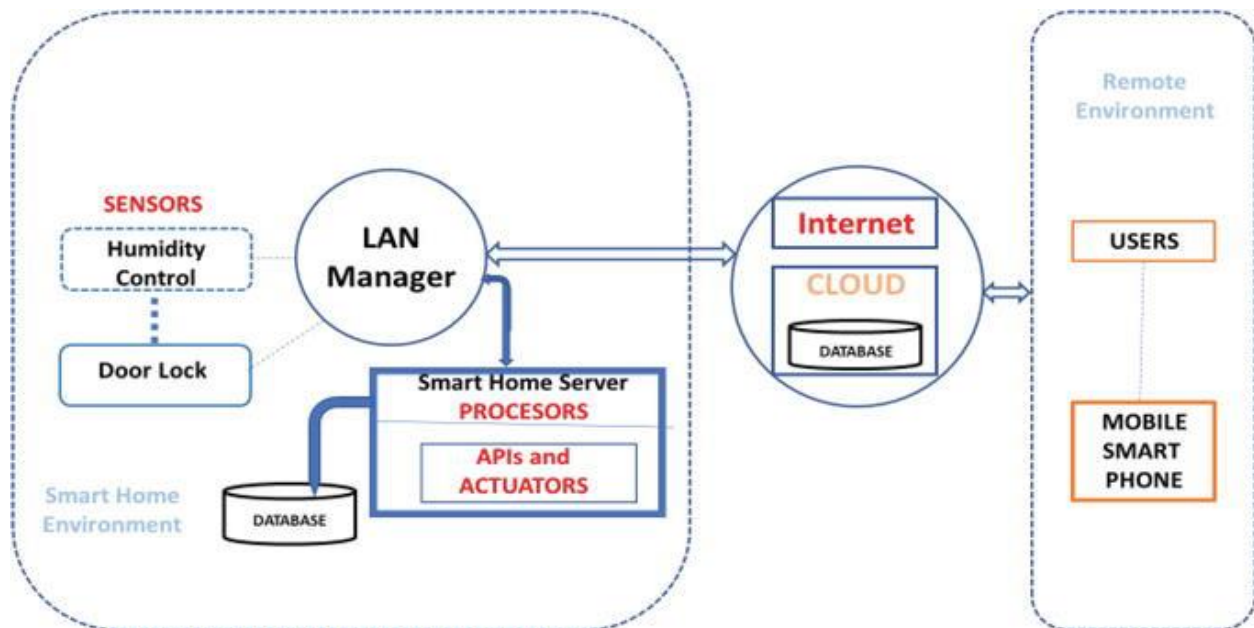 SENSORS
Humidity
Control
Door Lock
LAN
Manager
Smart Home Server
PROCESORS
APIs and
ACTUATORS
DATABASE
Smart Home
Environment
Internet
CLOUD
DATABASE
Remote
Environment
USERS
MOBILE
SMART
PHONE